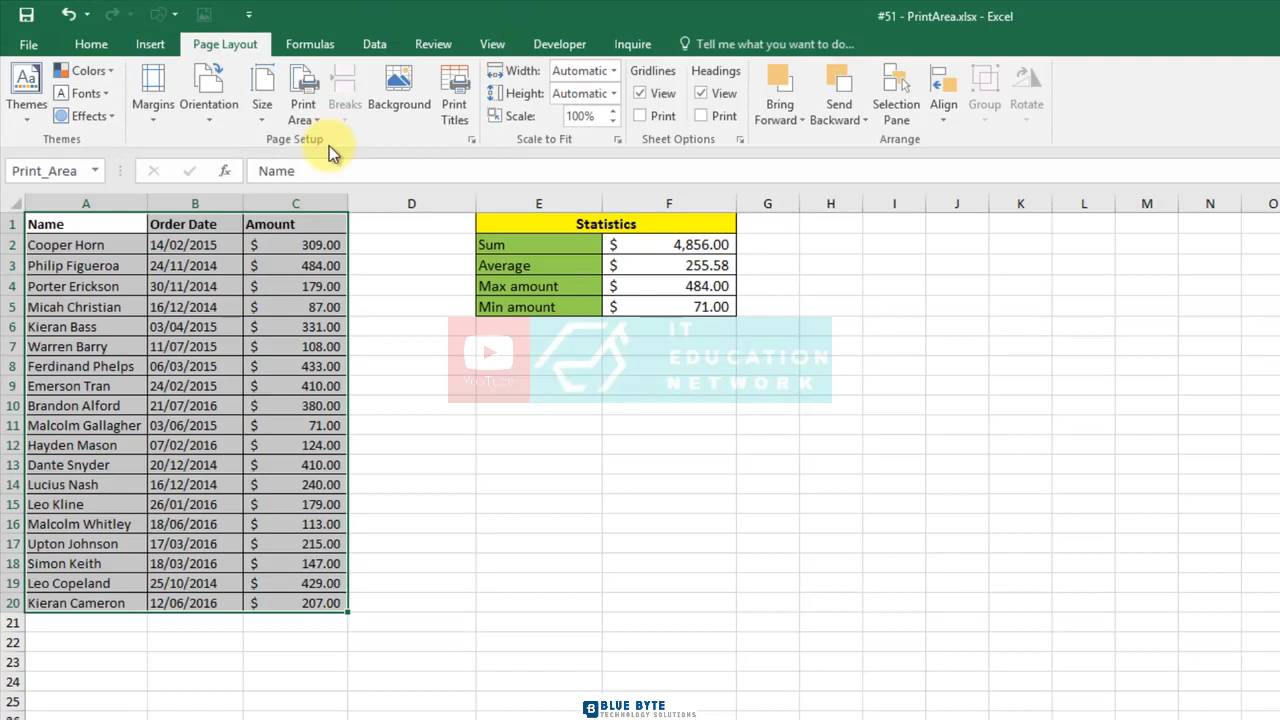 #51 - PrintArea.xlsx - Excel
File Home Insert Page Layout Formulas Data Review View Developer Inquire Tell me what you want to do...
Themes
Colors
Fonts
Effects
Themes
Margins
Orientation
Size
Print Area
Breaks
Background
Print Titles
Page Setup
Width: Automatic
Height: Automatic
Scale: 100%
Scale to Fit
Gridlines
View
Print
Headings
View
Print
Sheet Options
Bring Forward
Send Backward
Selection Pane
Align
Group
Rotate
Arrange
Print_Area fx Name
A B C D E F G H I J K L M N O
1 Name Order Date Amount Statistics
2 Cooper Horn 14/02/2015 $ 309.00 Sum $ 4,856.00
3 Philip Figueroa 24/11/2014 $ 484.00 Average $ 255.58
4 Porter Erickson 30/11/2014 $ 179.00 Max amount $ 484.00
5 Micah Christian 16/12/2014 $ 87.00 Min amount $ 71.00
6 Kieran Bass 03/04/2015 $ 331.00
7 Warren Barry 11/07/2015 $ 108.00
8 Ferdinand Phelps 06/03/2015 $ 433.00
9 Emerson Tran 24/02/2015 $ 410.00
10 Brandon Alford 21/07/2016 $ 380.00
11 Malcolm Gallagher 03/06/2015 $ 71.00
12 Hayden Mason 07/02/2016 $ 124.00
13 Dante Snyder 20/12/2014 $ 410.00
14 Lucius Nash 16/12/2014 $ 240.00
15 Leo Kline 26/01/2016 $ 179.00
16 Malcolm Whitley 18/06/2016 $ 113.00
17 Upton Johnson 17/03/2016 $ 215.00
18 Simon Keith 18/03/2016 $ 147.00
19 Leo Copeland 25/10/2014 $ 429.00
20 Kieran Cameron 12/06/2016 $ 207.00
21
22
23
24
25
YouTube
IT
EDUCATION
NETWORK
BLUE BYTE
TECHNOLOGY SOLUTIONS